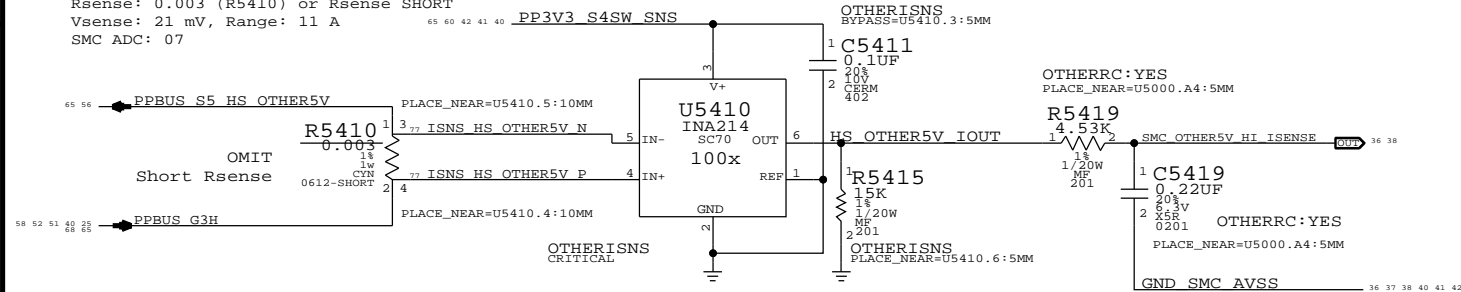 Rsense: 0.003 (R5410) or Rsense SHORT
Vsense: 21 mV, Range: 11 A
SMC ADC: 07
65 60 42 41 40
PP3V3_S4SW_SNS
OTHERISNS
BYPASS=U5410.3:5MM
1
C5411
0.1UF
20%
10V
2
CERM
402
3
V+
U5410
INA214
SC70
100x
5
IN-
4
IN+
OUT
6
REF
1
GND
2
65 56
PPBUS_S5_HS_OTHER5V
PLACE_NEAR=U5410.5:10MM
1
3
77
ISNS_HS_OTHER5V_N
R5410
0.003
1%
1W
CYN
0612-SHORT
OMIT
Short Rsense
77
ISNS_HS_OTHER5V_P
2
4
PLACE_NEAR=U5410.4:10MM
58 52 51 40 25
68 65
PPBUS_G3H
OTHERISNS
CRITICAL
HS_OTHER5V_IOUT
1
R5415
15K
1%
1/20W
MF
2
201
OTHERISNS
PLACE_NEAR=U5410.6:5MM
OTHERRC:YES
PLACE_NEAR=U5000.A4:5MM
R5419
4.53K
1
2
1%
1/20W
MF
201
SMC_OTHER5V_HI_ISENSE
OUT
36 38
1
C5419
0.22UF
20%
6.3V
2
X5R
0201
OTHERRC:YES
PLACE_NEAR=U5000.A4:5MM
GND_SMC_AVSS
36 37 38 40 41 42